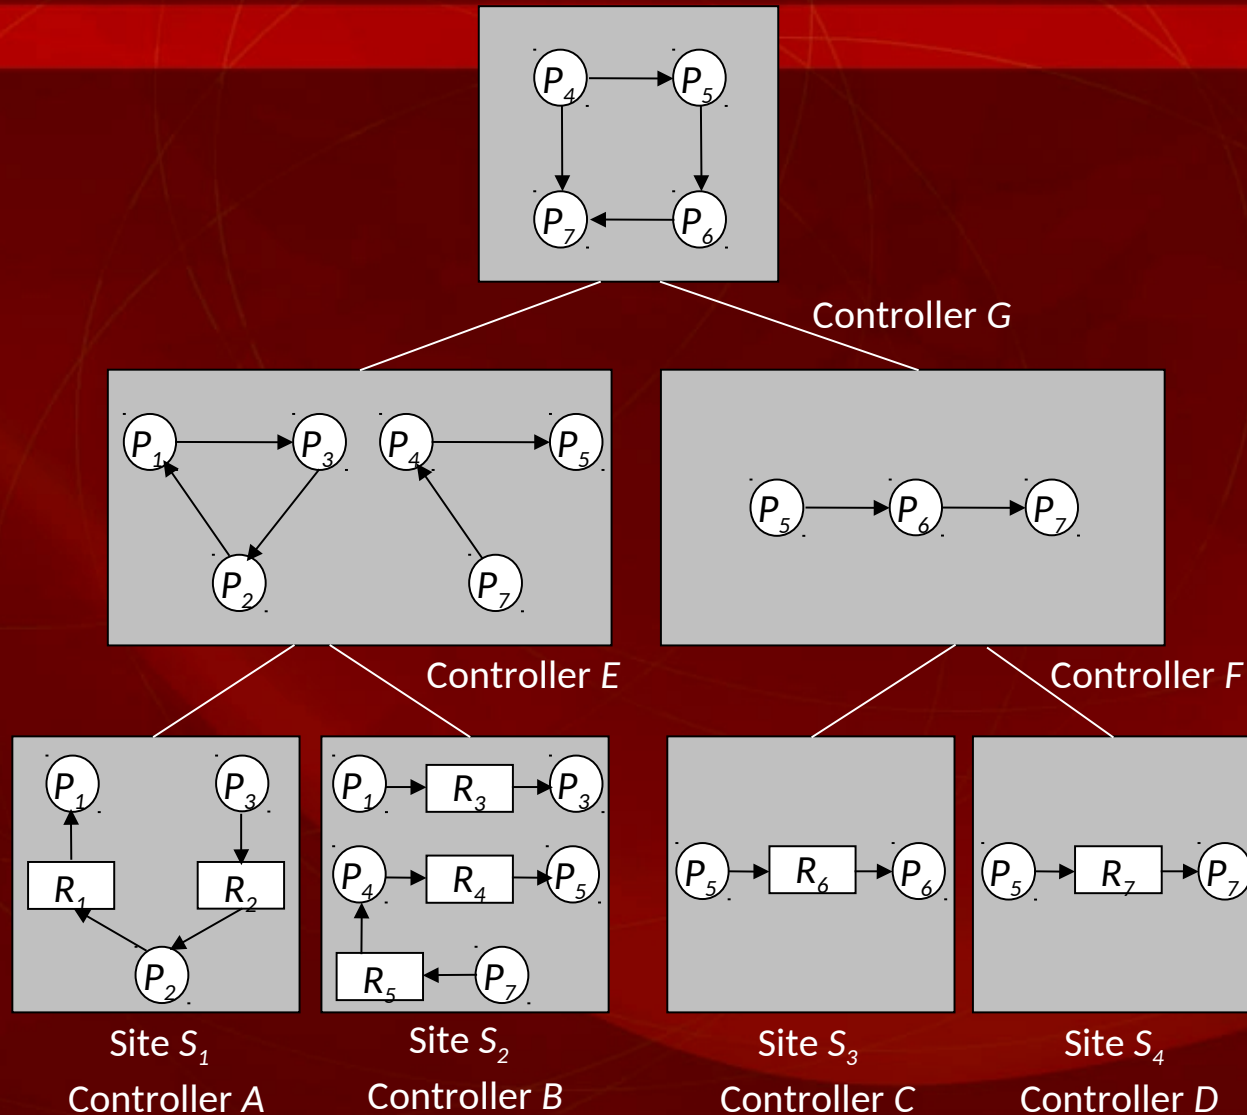 P4 P5
P7 P6
Controller G
P1 P3 P4 P5
P5 P6 P7
P2 P7
Controller E
Controller F
P1 P3
P1 R3 P3
R1 R2
P4 R4 P5
P5 R6 P6
P5 R7 P7
P2
R5 P7
Site S1
Site S2
Site S3
Site S4
Controller A
Controller B
Controller C
Controller D